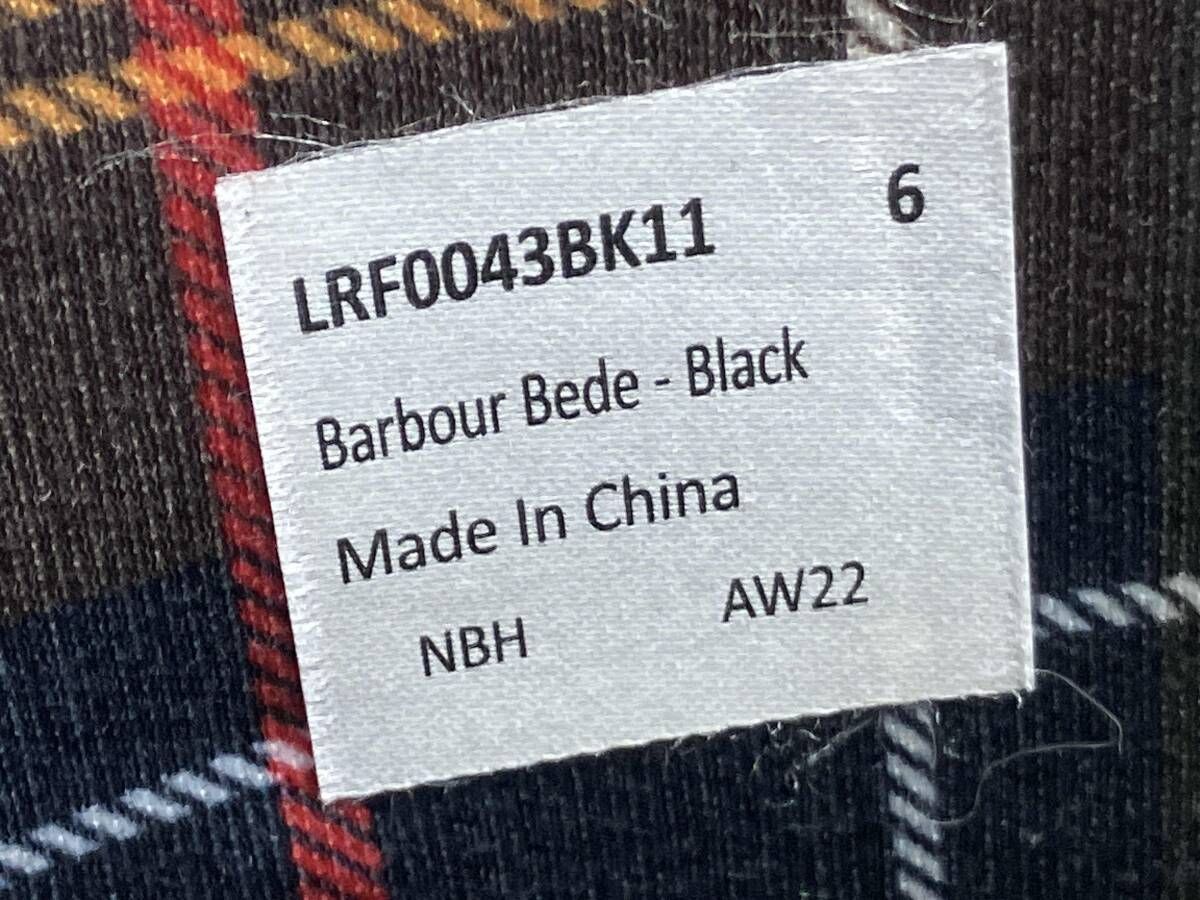 LRF0043BK11 6
Barbour Bede - Black
Made In China
NBH AW22